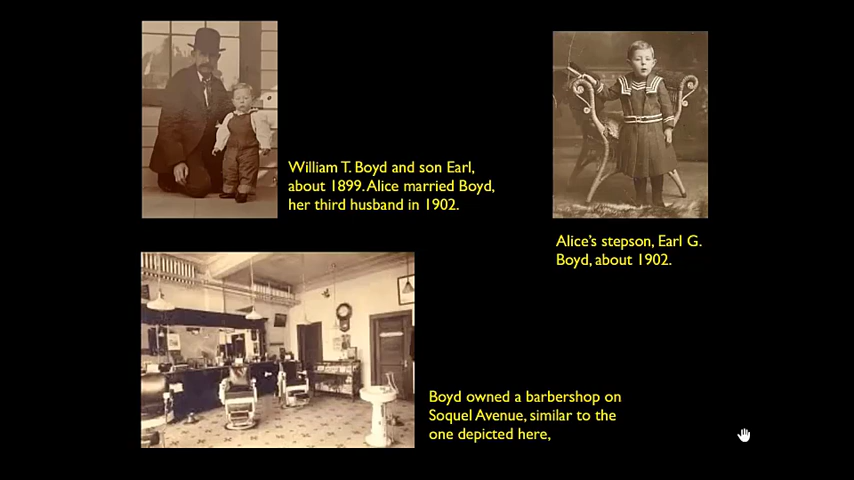 William T. Boyd and son Earl,
about 1899. Alice married Boyd,
her third husband in 1902.
Alice's stepson, Earl G.
Boyd, about 1902.
Boyd owned a barbershop on
Soquel Avenue, similar to the
one depicted here,